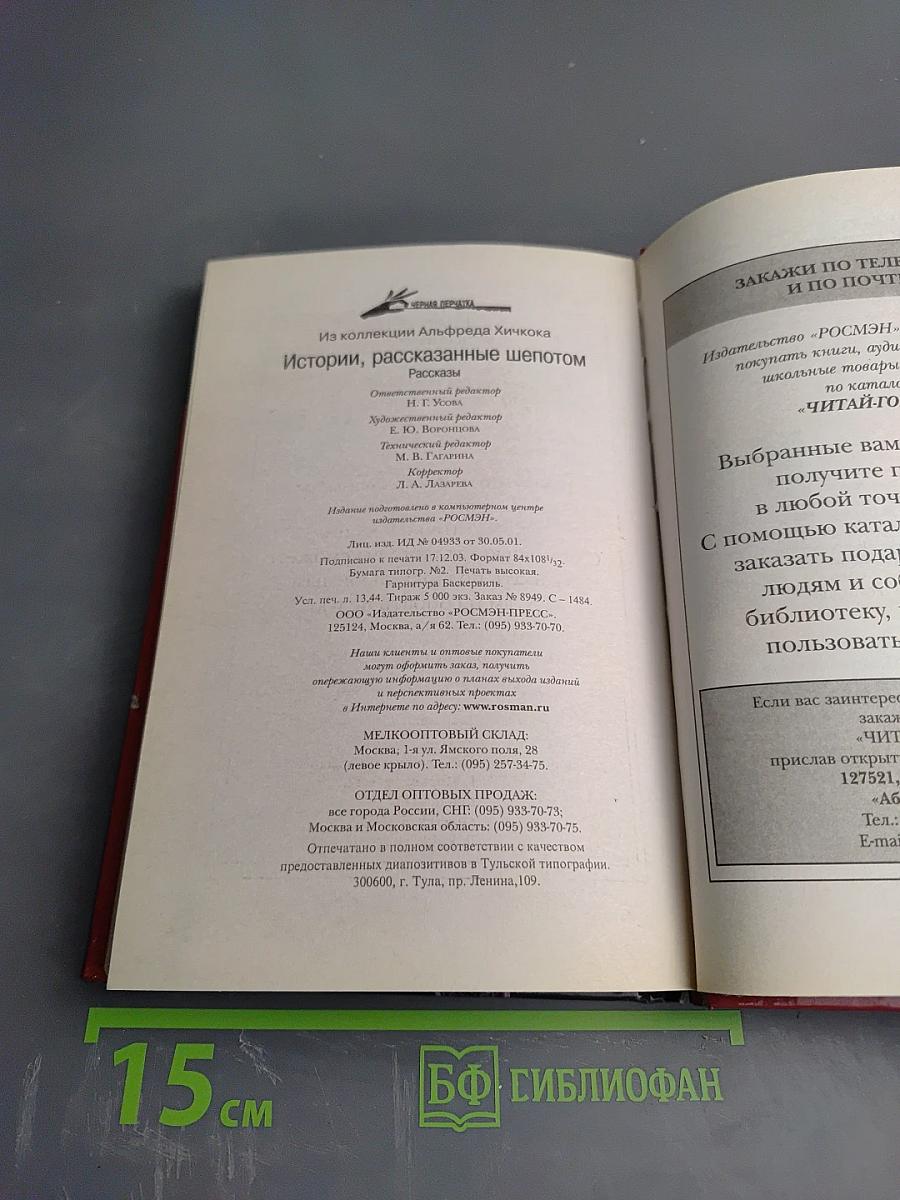 ЧЕРНАЯ ПЕРЧАТКА
Из коллекции Альфреда Хичкока
Истории, рассказанные шепотом
Рассказы
Ответственный редактор
Н. Г. Усова
Художественный редактор
Е. Ю. Воронцова
Технический редактор
М. В. Гагарина
Корректор
Л. А. Лазарева
Издание подготовлено в компьютерном центре
издательства «РОСМЭН».
Лиц. изд. ИД № 04933 от 30.05.01.
Подписано к печати 17.12.03. Формат 84х108¹/₃₂.
Бумага типогр. №2. Печать высокая.
Гарнитура Баскервиль.
Усл. печ. л. 13,44. Тираж 5 000 экз. Заказ № 8949. С – 1484.
ООО «Издательство «РОСМЭН-ПРЕСС».
125124, Москва, а/я 62. Тел.: (095) 933-70-70.
Наши клиенты и оптовые покупатели
могут оформить заказ, получить
опережающую информацию о планах выхода изданий
и перспективных проектах
в Интернете по адресу: www.rosman.ru
МЕЛКООПТОВЫЙ СКЛАД:
Москва; 1-я ул. Ямского поля, 28
(левое крыло). Тел.: (095) 257-34-75.
ОТДЕЛ ОПТОВЫХ ПРОДАЖ:
все города России, СНГ: (095) 933-70-73;
Москва и Московская область: (095) 933-70-75.
Отпечатано в полном соответствии с качеством
предоставленных диапозитивов в Тульской типографии.
300600, г. Тула, пр. Ленина,109.
ЗАКАЖИ ПО ТЕЛЕ
И ПО ПОЧТ
Издательство «РОСМЭН»
покупать книги, ауди
школьные товары
по катало
«ЧИТАЙ-ГО
Выбранные вам
получите п
в любой точ
С помощью катал
заказать подар
людям и соб
библиотеку,
пользовать
Если вас заинтерес
закаж
«ЧИТ
прислав открыт
127521,
«Аб
Тел.:
E-mai
15 см
БФ БИБЛИОФАН